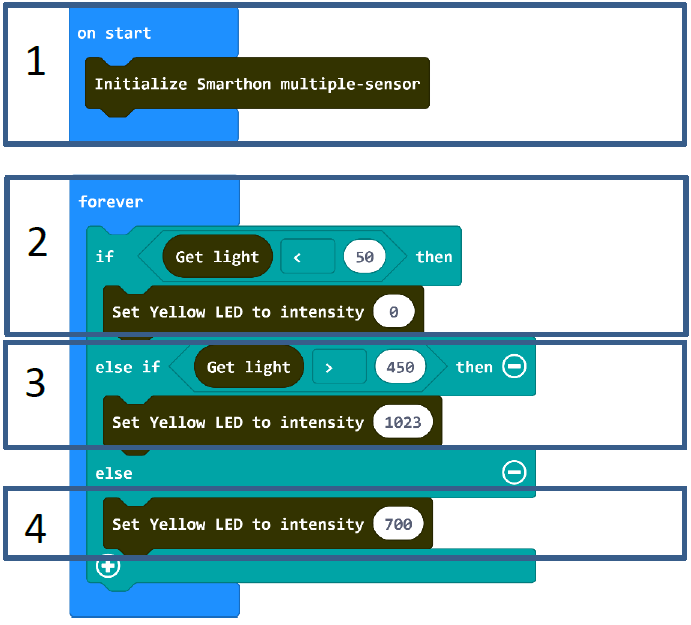 1
on start
Initialize Smarthon multiple-sensor
2
forever
if Get light < 50 then
Set Yellow LED to intensity 0
3
else if Get light > 450 then
Set Yellow LED to intensity 1023
else
4
Set Yellow LED to intensity 700